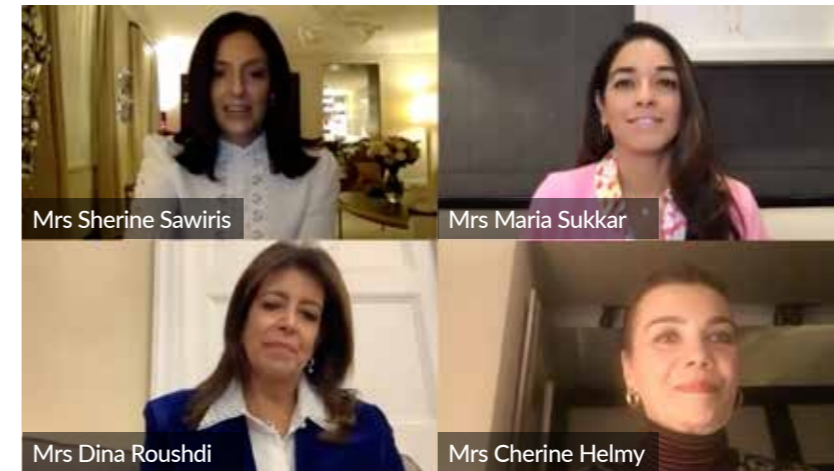 Mrs Sherine Sawiris
Mrs Maria Sukkar
Mrs Dina Roushdi
Mrs Cherine Helmy